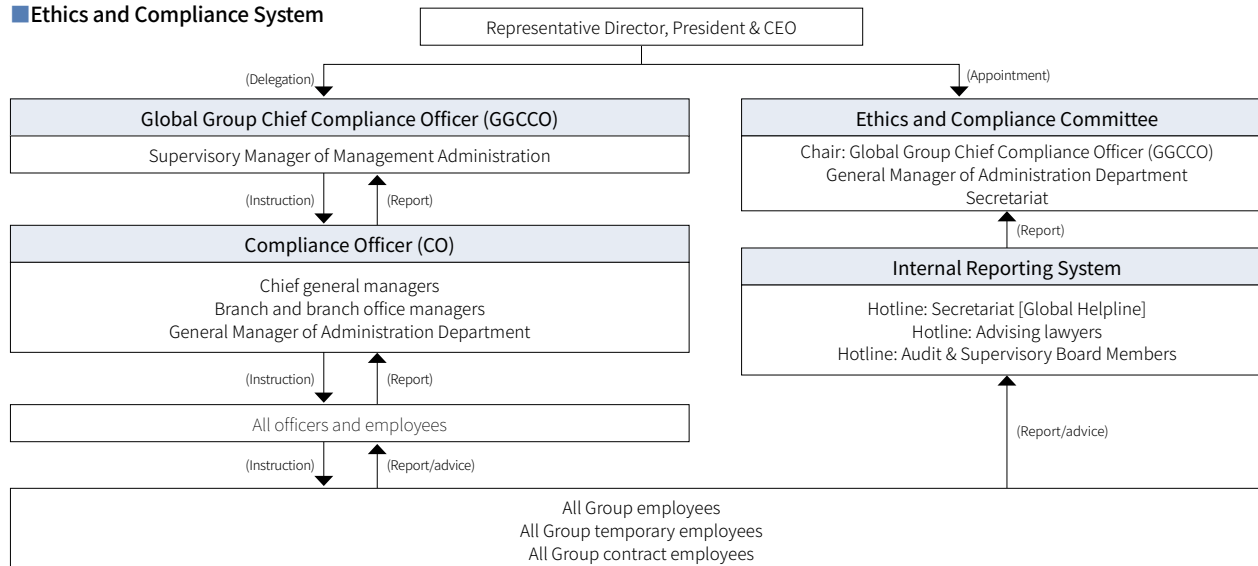 Ethics and Compliance System
Representative Director, President & CEO
(Delegation)
(Appointment)
Global Group Chief Compliance Officer (GGCCO)
Supervisory Manager of Management Administration
Ethics and Compliance Committee
Chair: Global Group Chief Compliance Officer (GGCCO)
General Manager of Administration Department
Secretariat
(Instruction)
(Report)
(Report)
Compliance Officer (CO)
Chief general managers
Branch and branch office managers
General Manager of Administration Department
Internal Reporting System
Hotline: Secretariat [Global Helpline]
Hotline: Advising lawyers
Hotline: Audit & Supervisory Board Members
(Instruction)
(Report)
All officers and employees
(Report/advice)
(Instruction)
(Report/advice)
All Group employees
All Group temporary employees
All Group contract employees